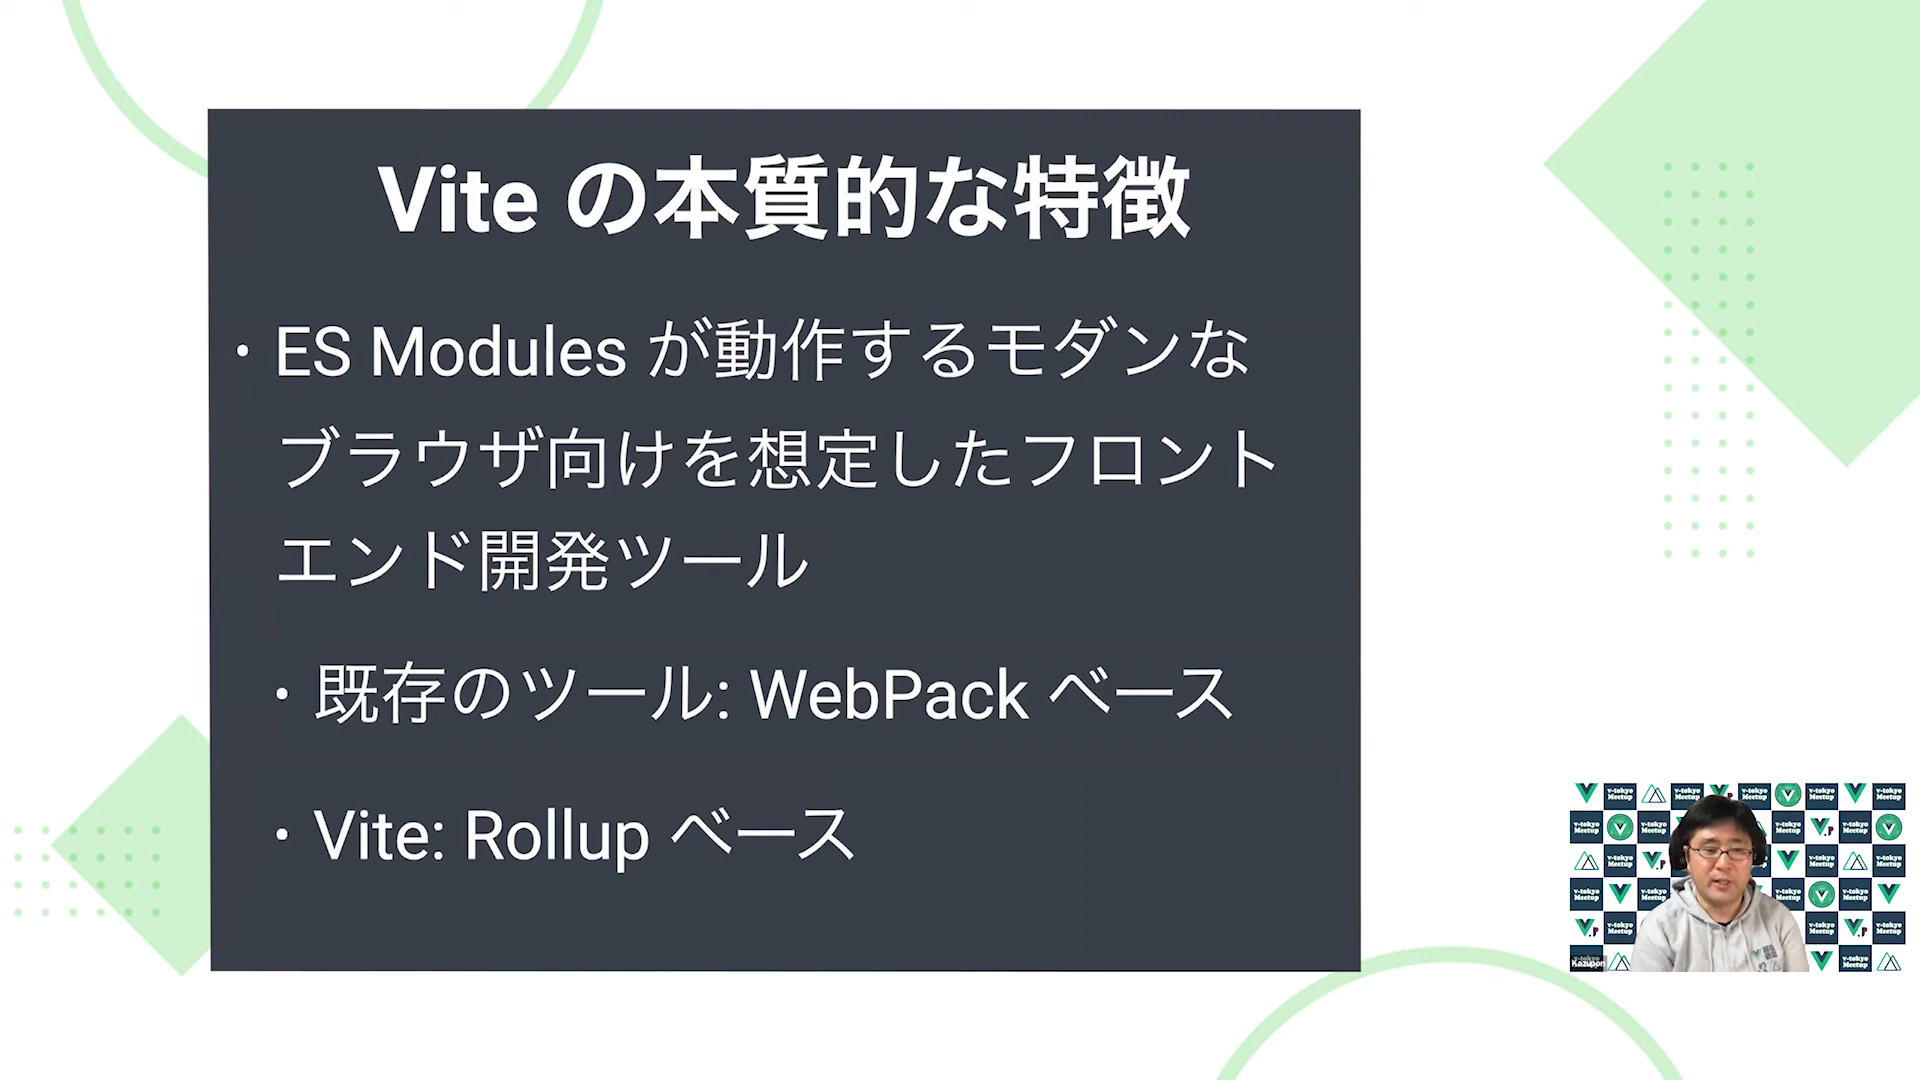 Vite の本質的な特徴
・ES Modules が動作するモダンな
ブラウザ向けを想定したフロント
エンド開発ツール
・既存のツール: WebPack ベース
・Vite: Rollup ベース
v-tokyo Meetup
Kazupon